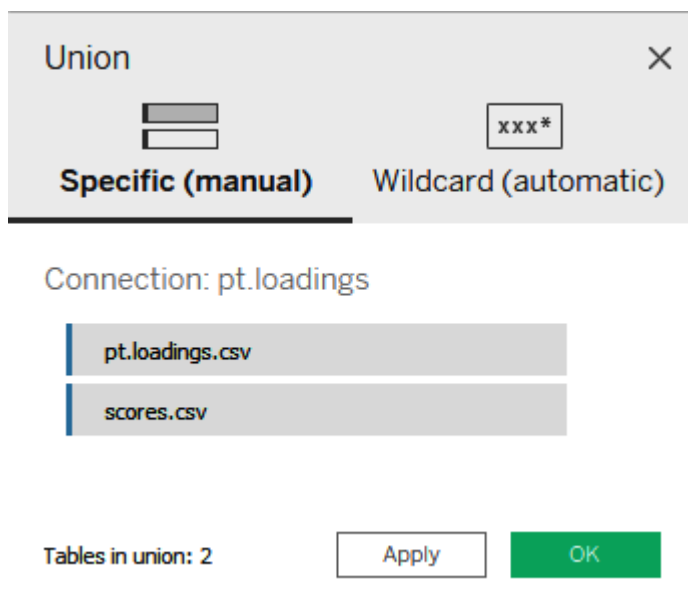 Union
xxx*
Specific (manual)
Wildcard (automatic)
Connection: pt.loadings
pt.loadings.csv
scores.csv
Tables in union: 2
Apply
OK